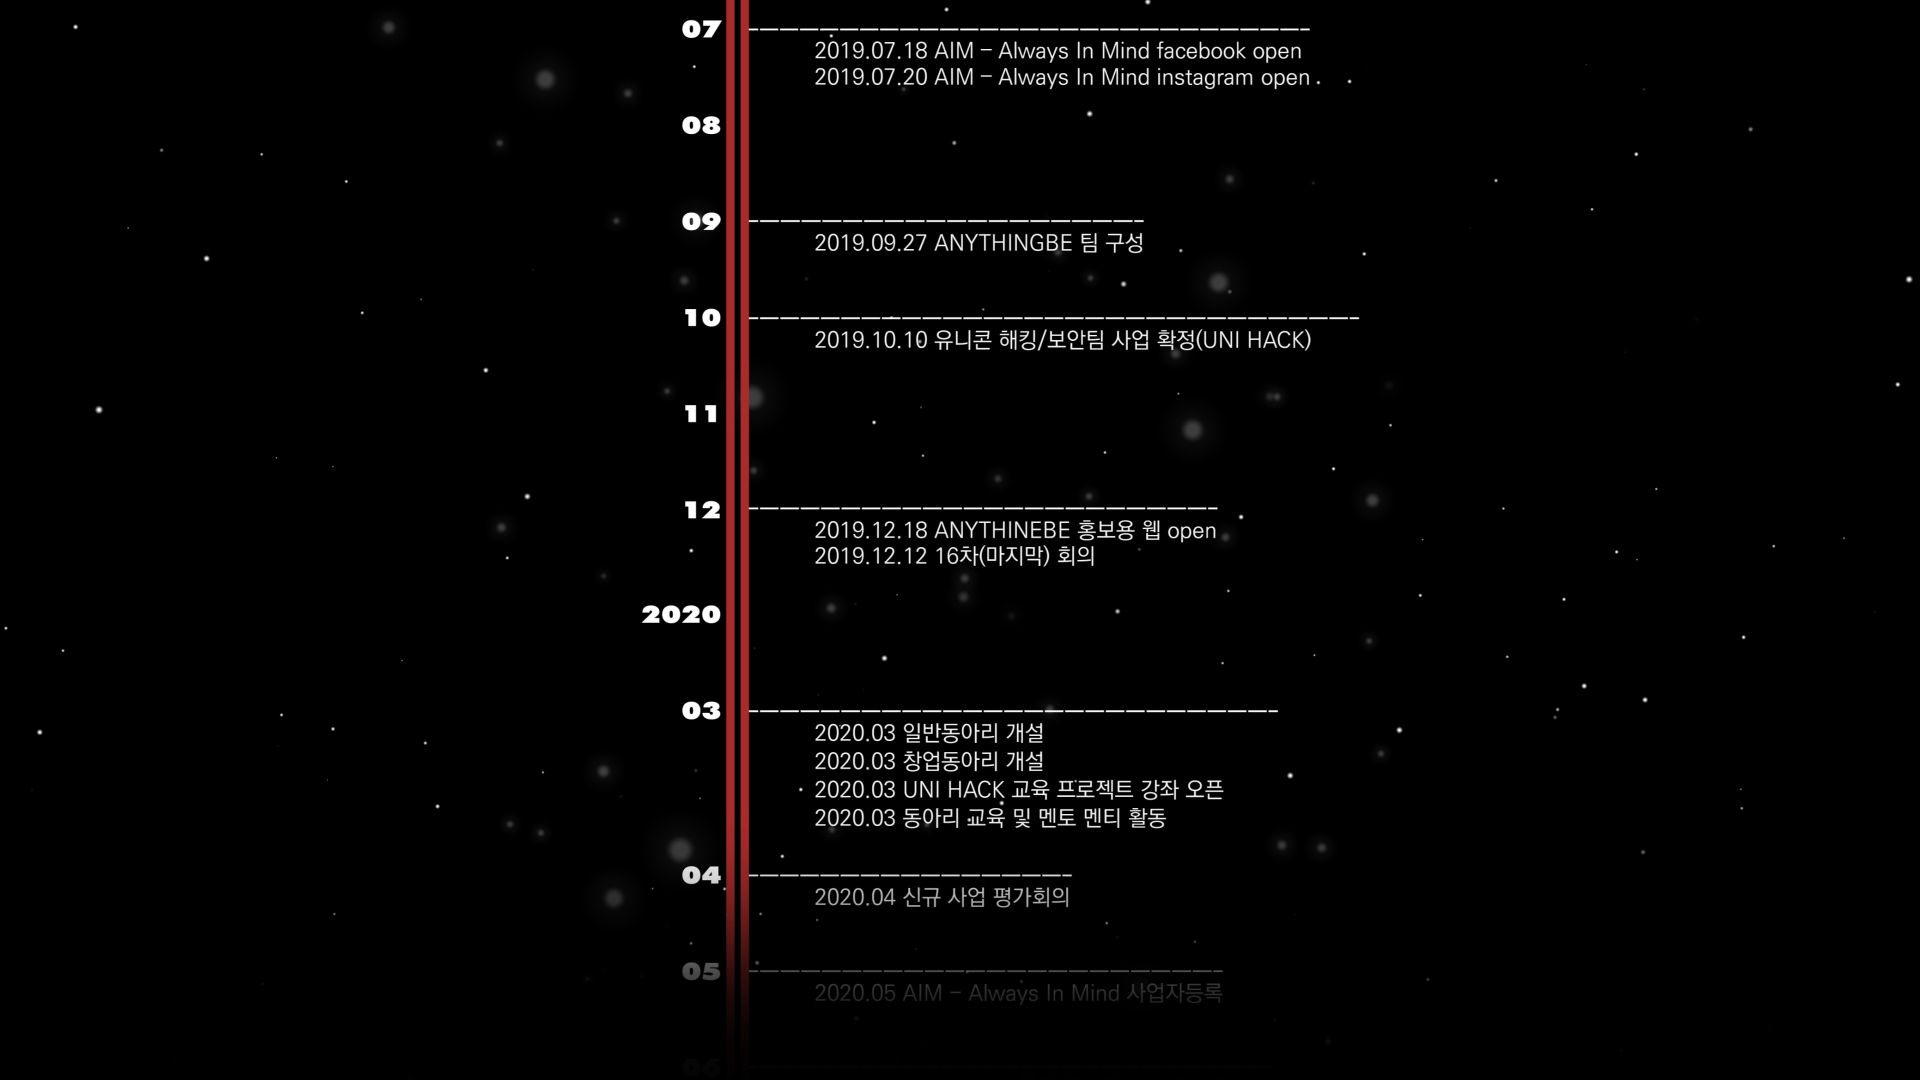 07
2019.07.18 AIM – Always In Mind facebook open
2019.07.20 AIM – Always In Mind instagram open
08
09
2019.09.27 ANYTHINGBE 팀 구성
10
2019.10.10 유니콘 해킹/보안팀 사업 확정(UNI HACK)
11
12
2019.12.18 ANYTHINEBE 홍보용 웹 open
2019.12.12 16차(마지막) 회의
2020
03
2020.03 일반동아리 개설
2020.03 창업동아리 개설
2020.03 UNI HACK 교육 프로젝트 강좌 오픈
2020.03 동아리 교육 및 멘토 멘티 활동
04
2020.04 신규 사업 평가회의
05
2020.05 AIM – Always In Mind 사업자등록
06